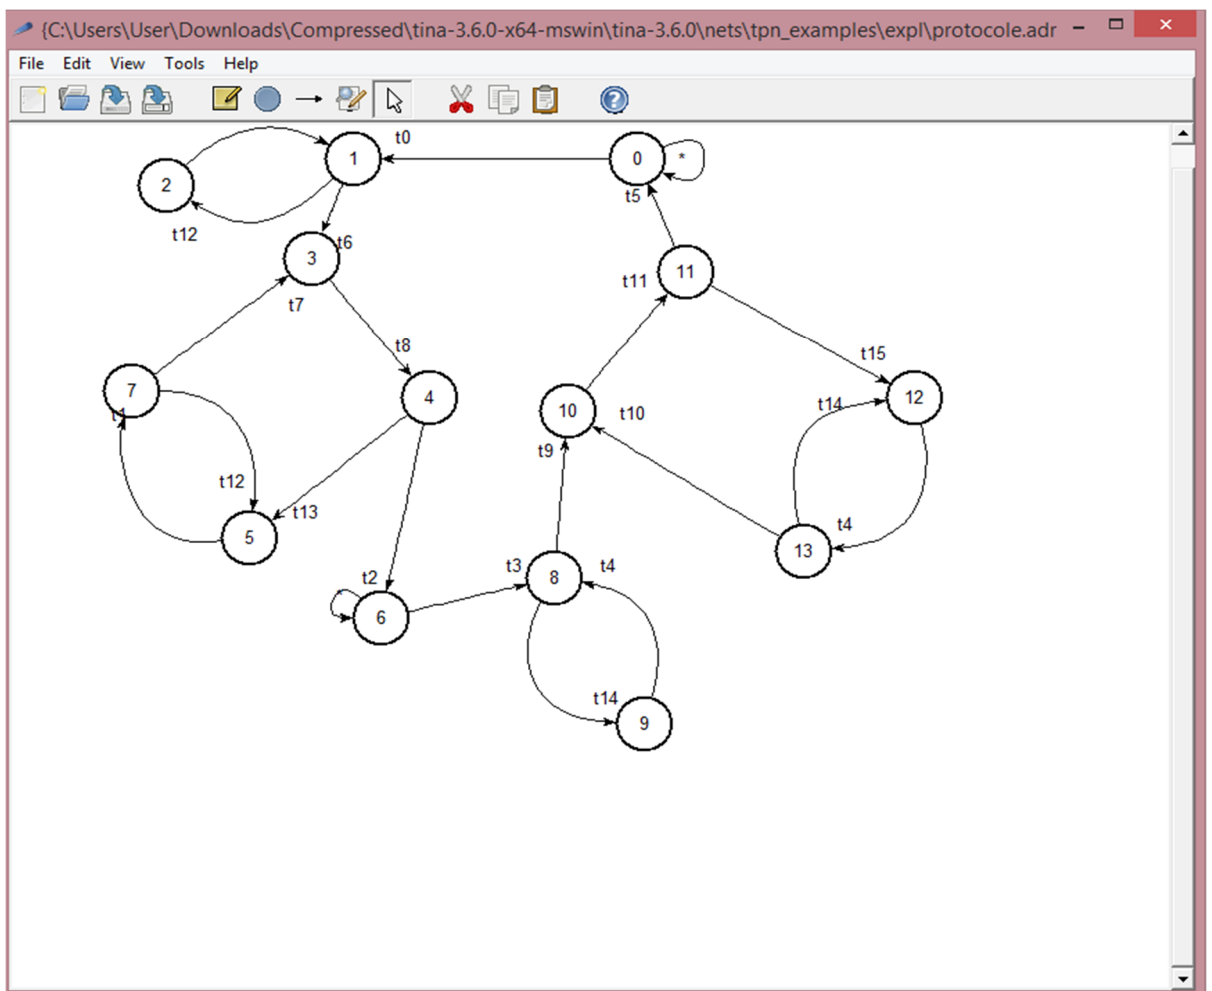 {C:\Users\User\Downloads\Compressed\tina-3.6.0-x64-mswin\tina-3.6.0\nets\tpn_examples\expl\protocole.adr
File Edit View Tools Help
t0
1
0
*
2
t5
t12
t6
3
11
t11
t7
t8
t15
7
4
12
t14
10
t10
t1
t9
t12
t13
5
t4
13
t3
t4
t2
8
6
t14
9